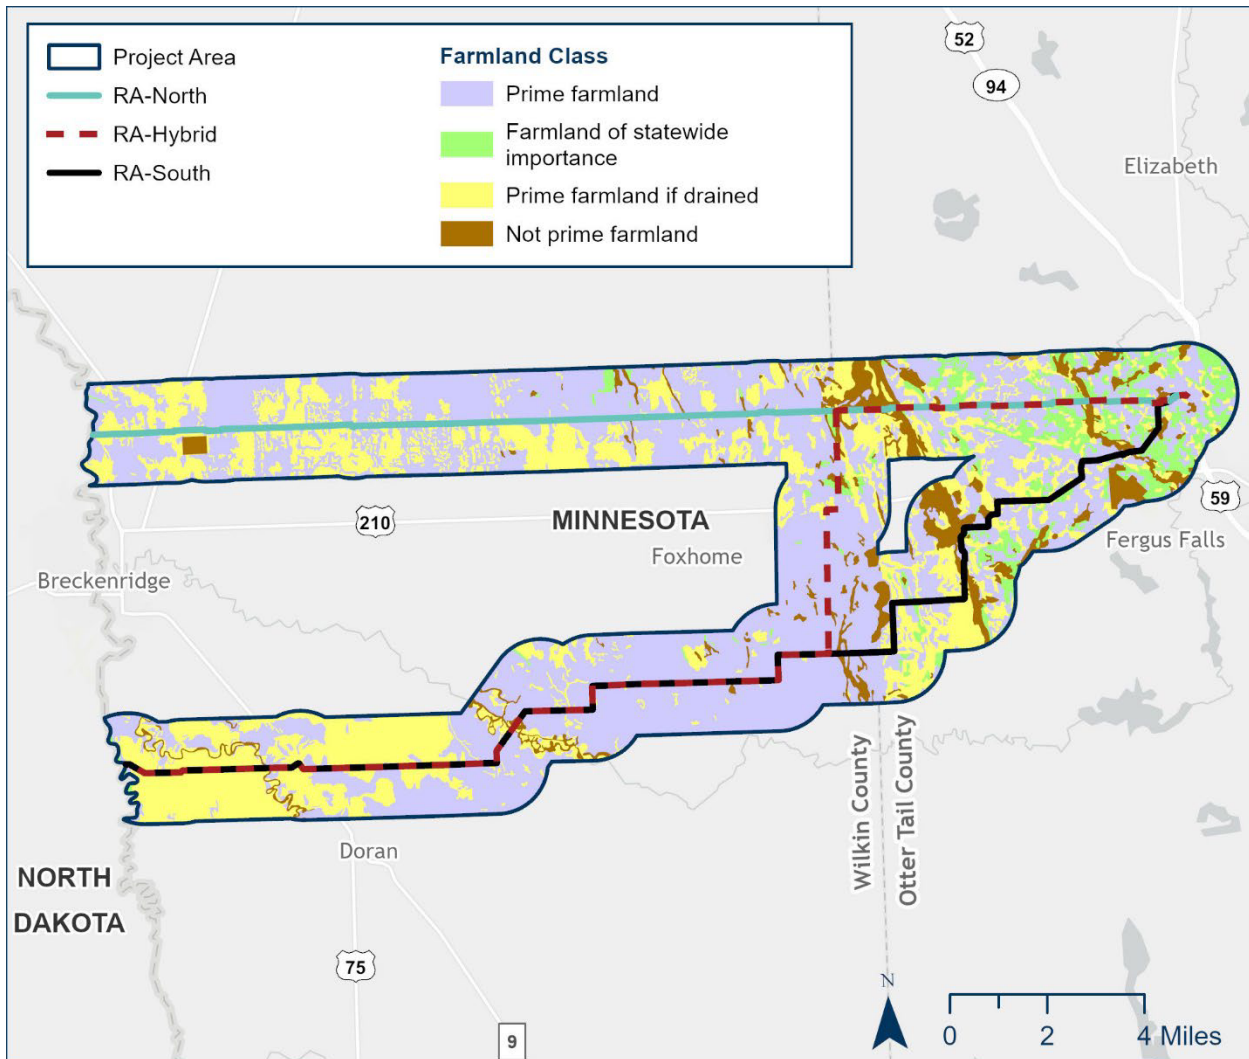 Project Area
RA-North
RA-Hybrid
RA-South
Farmland Class
Prime farmland
Farmland of statewide
importance
Prime farmland if drained
Not prime farmland
52
94
Elizabeth
59
210
MINNESOTA
Foxhome
Fergus Falls
Breckenridge
Wilkin County
Otter Tail County
Doran
NORTH
DAKOTA
75
9
N
0 2 4 Miles